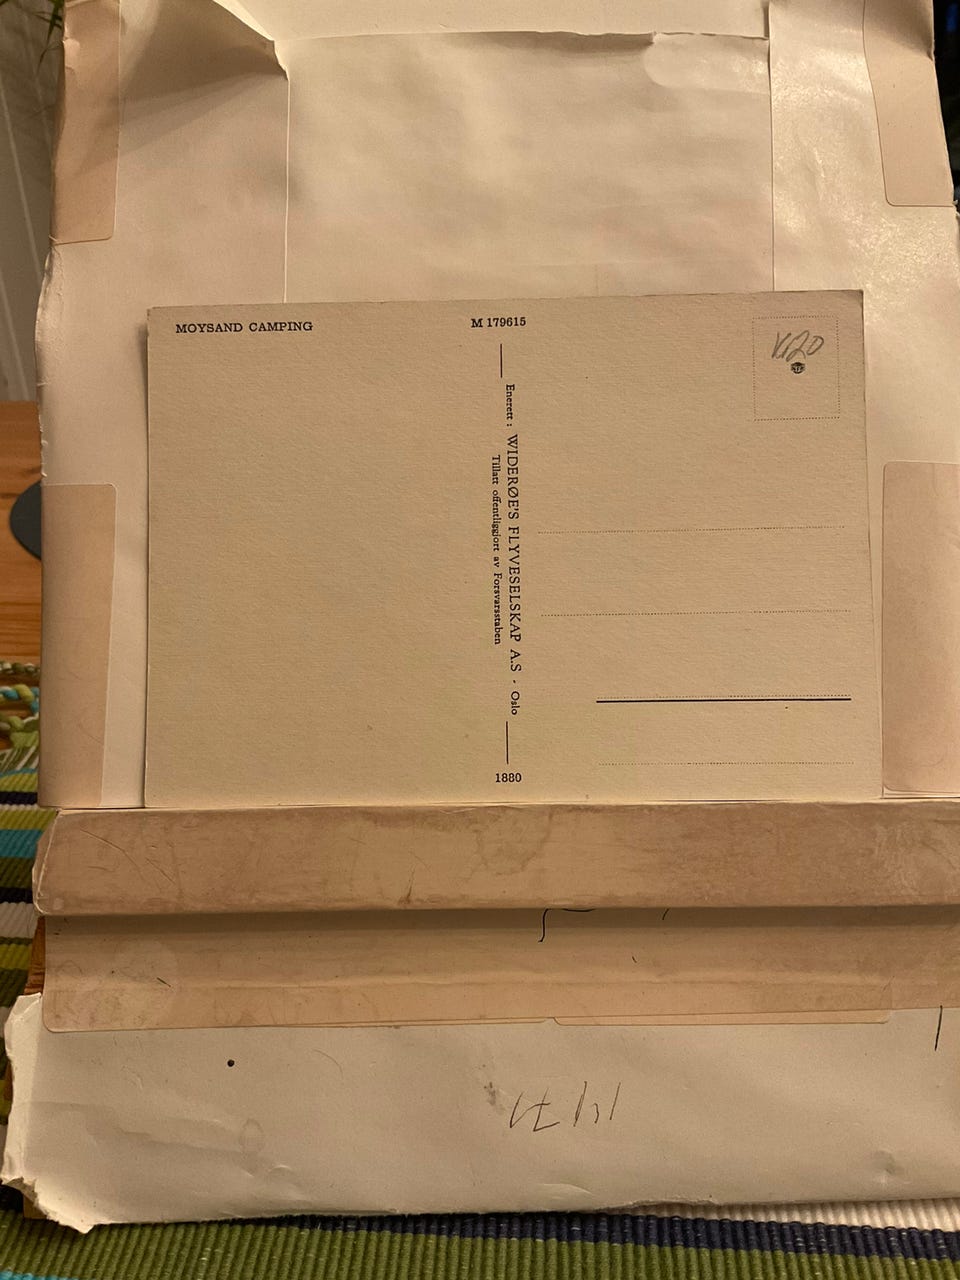 MOYSAND CAMPING
M 179615
Enerett: WIDERØE'S FLYVESELSKAP A.S - Oslo
Tillatt offentliggjort av Forsvarsstaben
1880